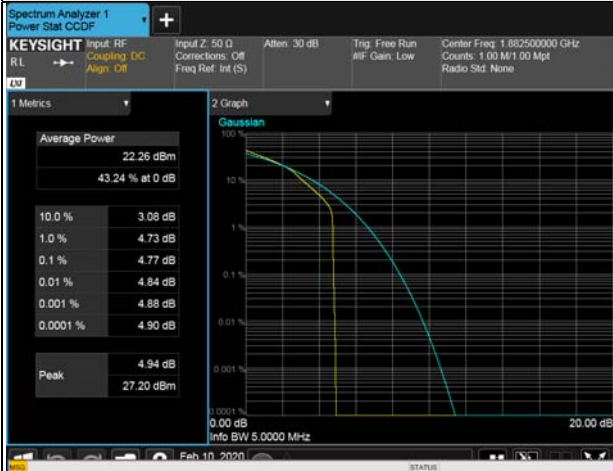 Spectrum Analyzer 1
Power Stat CCDF
+
KEYSIGHT
RL
LXI
Input: RF
Coupling: DC
Align: Off
Input Z: 50 Ω
Corrections: Off
Freq Ref: Int (S)
Atten: 30 dB
Trig: Free Run
#IF Gain: Low
Center Freq: 1.882500000 GHz
Counts: 1.00 M/1.00 Mpt
Radio Std: None
1 Metrics
Average Power
22.26 dBm
43.24 % at 0 dB
10.0 % 3.08 dB
1.0 % 4.73 dB
0.1 % 4.77 dB
0.01 % 4.84 dB
0.001 % 4.88 dB
0.0001 % 4.90 dB
Peak 4.94 dB
27.20 dBm
2 Graph
Gaussian
100 %
10 %
1 %
0.1 %
0.01 %
0.001 %
0.0001 %
0.00 dB 20.00 dB
Info BW 5.0000 MHz
Feb 10, 2020
MSG STATUS